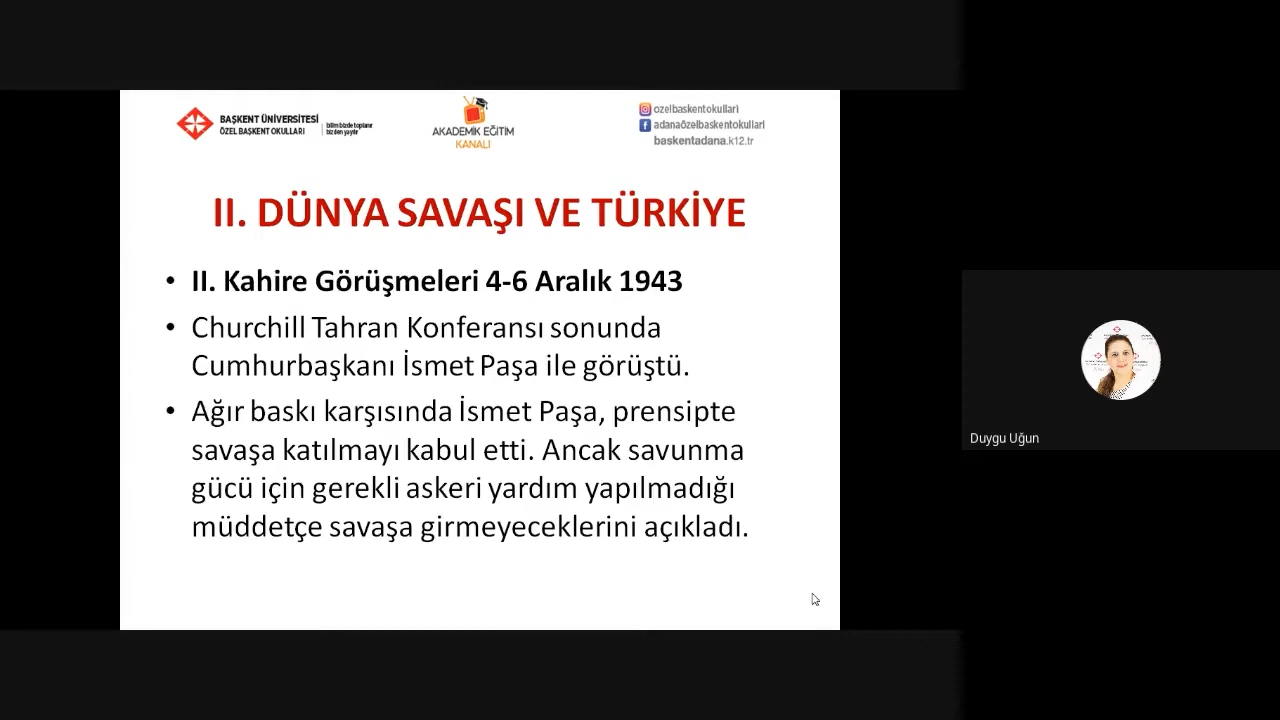 BAŞKENT ÜNİVERSİTESİ
ÖZEL BAŞKENT OKULLARI
bilim bizde toplanır
bizden yayılır
AKADEMİK EĞİTİM
KANALI
ozelbaskentokullari
adanaözelbaskentokullari
baskentadana.k12.tr
II. DÜNYA SAVAŞI VE TÜRKİYE
• II. Kahire Görüşmeleri 4-6 Aralık 1943
• Churchill Tahran Konferansı sonunda
Cumhurbaşkanı İsmet Paşa ile görüştü.
• Ağır baskı karşısında İsmet Paşa, prensipte
savaşa katılmayı kabul etti. Ancak savunma
gücü için gerekli askeri yardım yapılmadığı
müddetçe savaşa girmeyeceklerini açıkladı.
Duygu Uğun